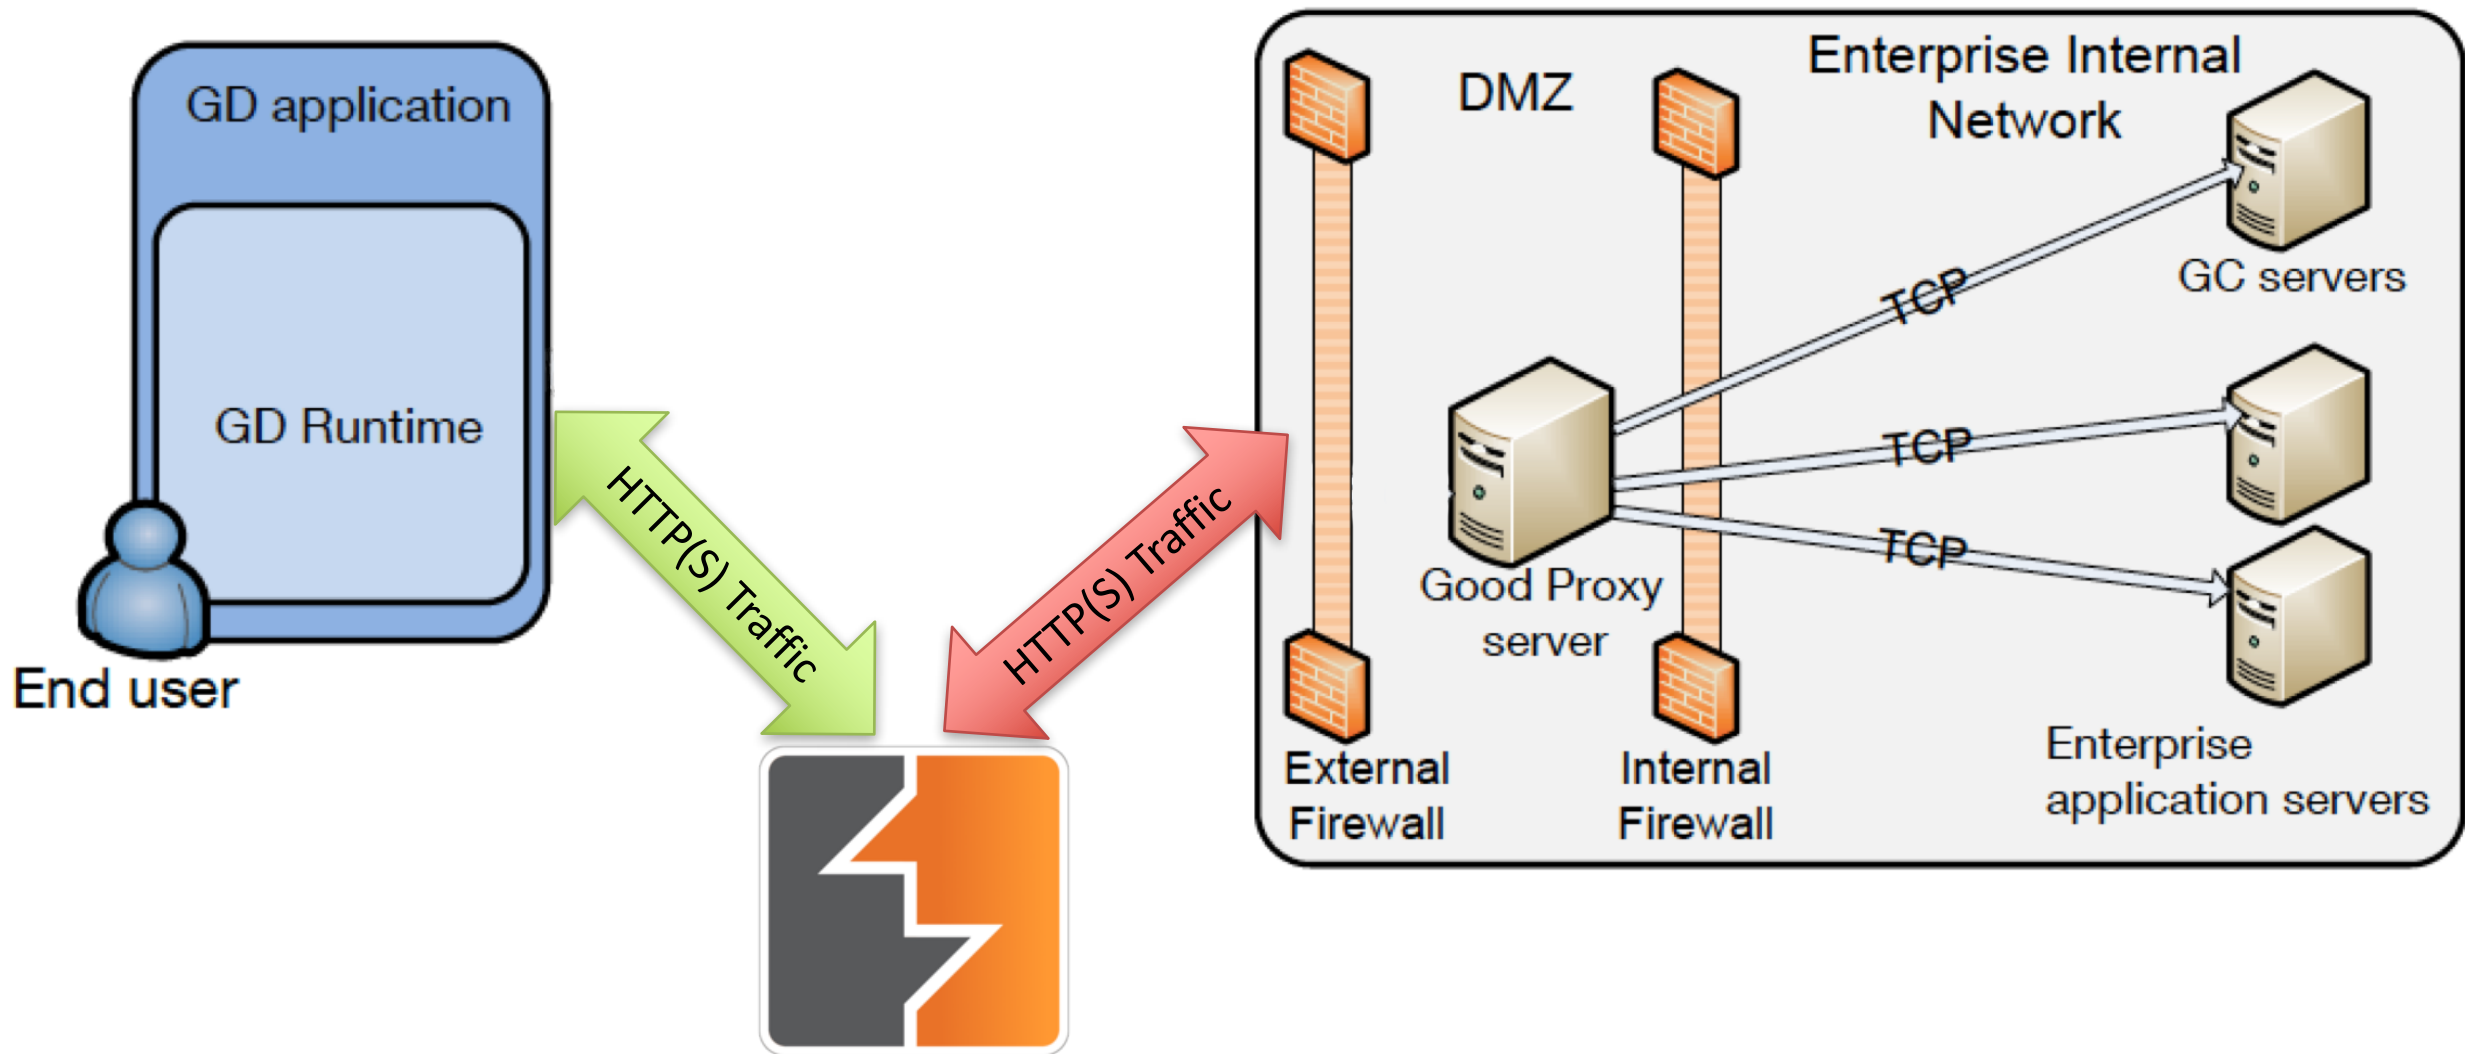 GD application
GD Runtime
End user
HTTP(S) Traffic
HTTP(S) Traffic
DMZ
Enterprise Internal
Network
TCP
TCP
TCP
GC servers
Good Proxy
server
External
Firewall
Internal
Firewall
Enterprise
application servers